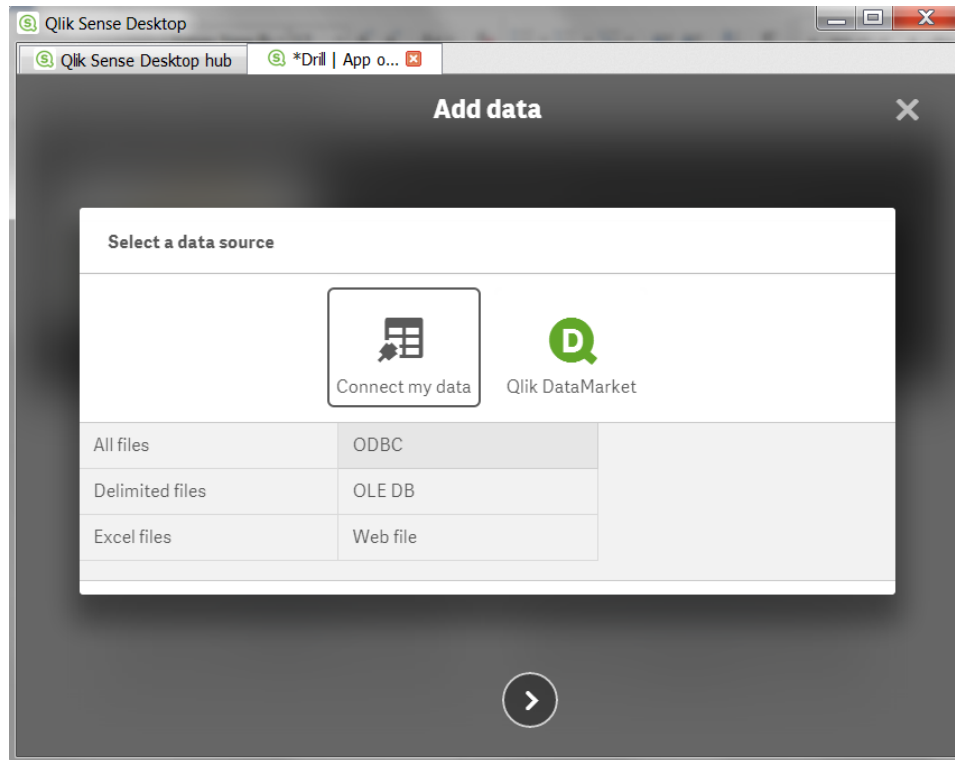 Qlik Sense Desktop
Qlik Sense Desktop hub *Drill | App o...
Add data
Select a data source
Connect my data Qlik DataMarket
All files ODBC
Delimited files OLE DB
Excel files Web file